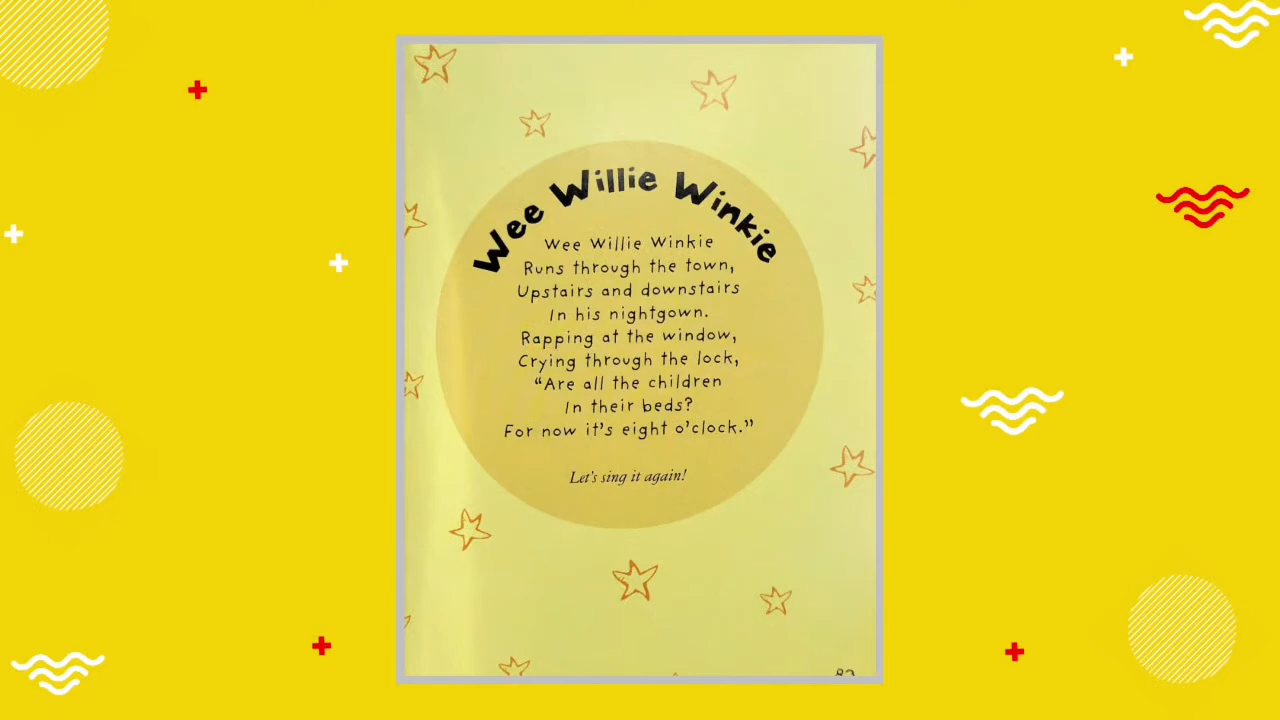 Wee Willie Winkie
Wee Willie Winkie
Runs through the town,
Upstairs and downstairs
In his nightgown.
Rapping at the window,
Crying through the lock,
“Are all the children
In their beds?
For now it’s eight o’clock.”
Let’s sing it again!